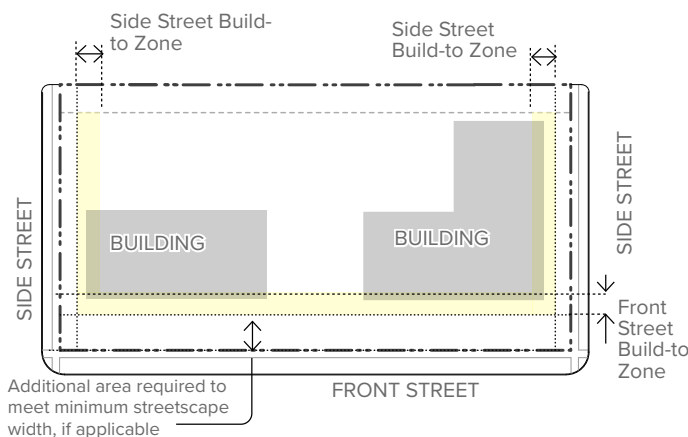 Side Street Build-
to Zone
Side Street
Build-to Zone
SIDE STREET
BUILDING
BUILDING
SIDE STREET
Front
Street
Build-to
Zone
Additional area required to
meet minimum streetscape
width, if applicable
FRONT STREET